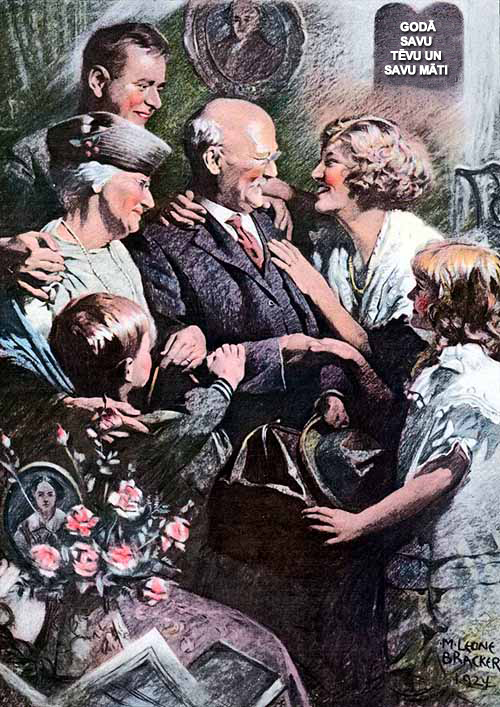 GODĀ
SAVU
TĒVU UN
SAVU MĀTI
M. LEONE
BRACKER
1924